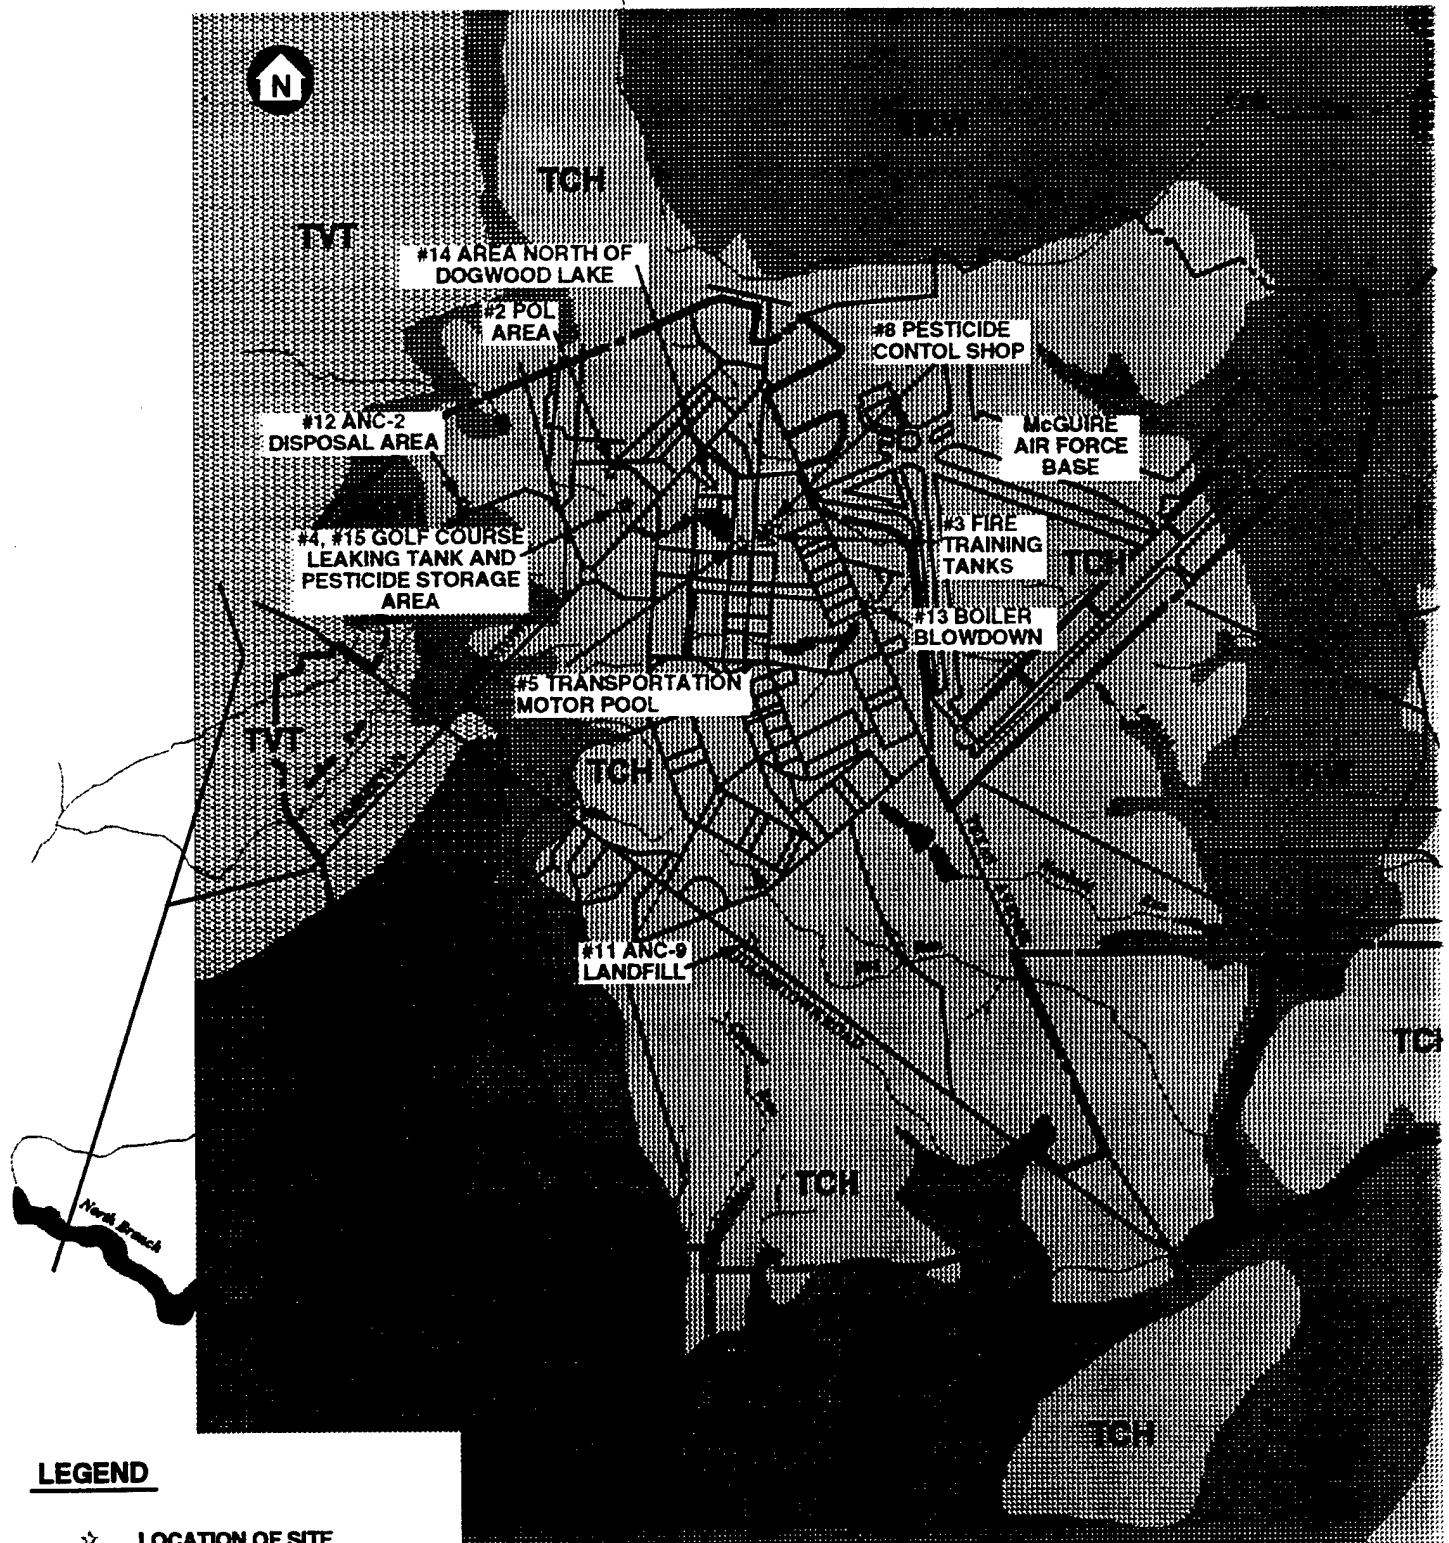 N
TCH
TVT
#14 AREA NORTH OF
DOGWOOD LAKE
#2 POL
AREA
#8 PESTICIDE
CONTOL SHOP
#12 ANC-2
DISPOSAL AREA
McGUIRE
AIR FORCE
BASE
#4, #15 GOLF COURSE
LEAKING TANK AND
PESTICIDE STORAGE
AREA
#3 FIRE
TRAINING
TANKS
TCH
#13 BOILER
BLOWDOWN
#5 TRANSPORTATION
MOTOR POOL
TVT
TCH
#11 ANC-9
LANDFILL
Run
TCH
North Branch
TCH
LEGEND
☆ LOCATION OF SITE